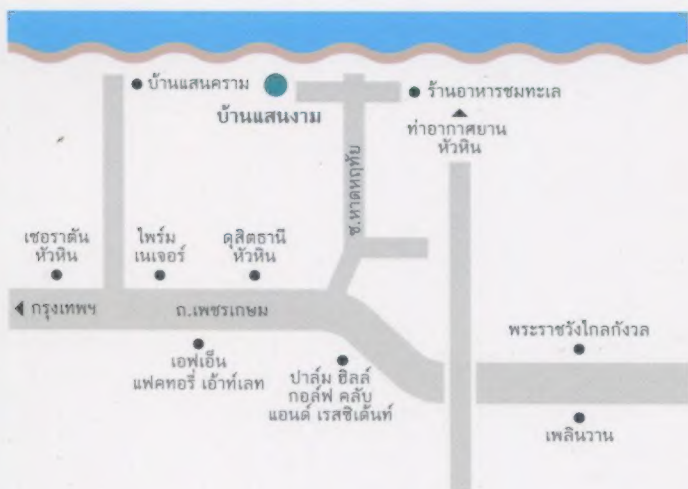 บ้านแสนคราม
บ้านแสนงาม
ร้านอาหารชมทะเล
ท่าอากาศยาน
หัวหิน
ซ.หาดหฤทัย
เชอราตัน
หัวหิน
ไพร์ม
เนเจอร์
ดุสิตธานี
หัวหิน
กรุงเทพฯ
ถ.เพชรเกษม
พระราชวังไกลกังวล
เอฟเอ็น
แฟคทอรี่ เอ้าท์เลท
ปาล์ม ฮิลล์
กอล์ฟ คลับ
แอนด์ เรสซิเด้นท์
เพลินวาน